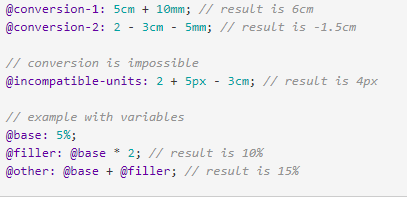 @conversion-1: 5cm + 10mm; // result is 6cm
@conversion-2: 2 - 3cm - 5mm; // result is -1.5cm
// conversion is impossible
@incompatible-units: 2 + 5px - 3cm; // result is 4px
// example with variables
@base: 5%;
@filler: @base * 2; // result is 10%
@other: @base + @filler; // result is 15%